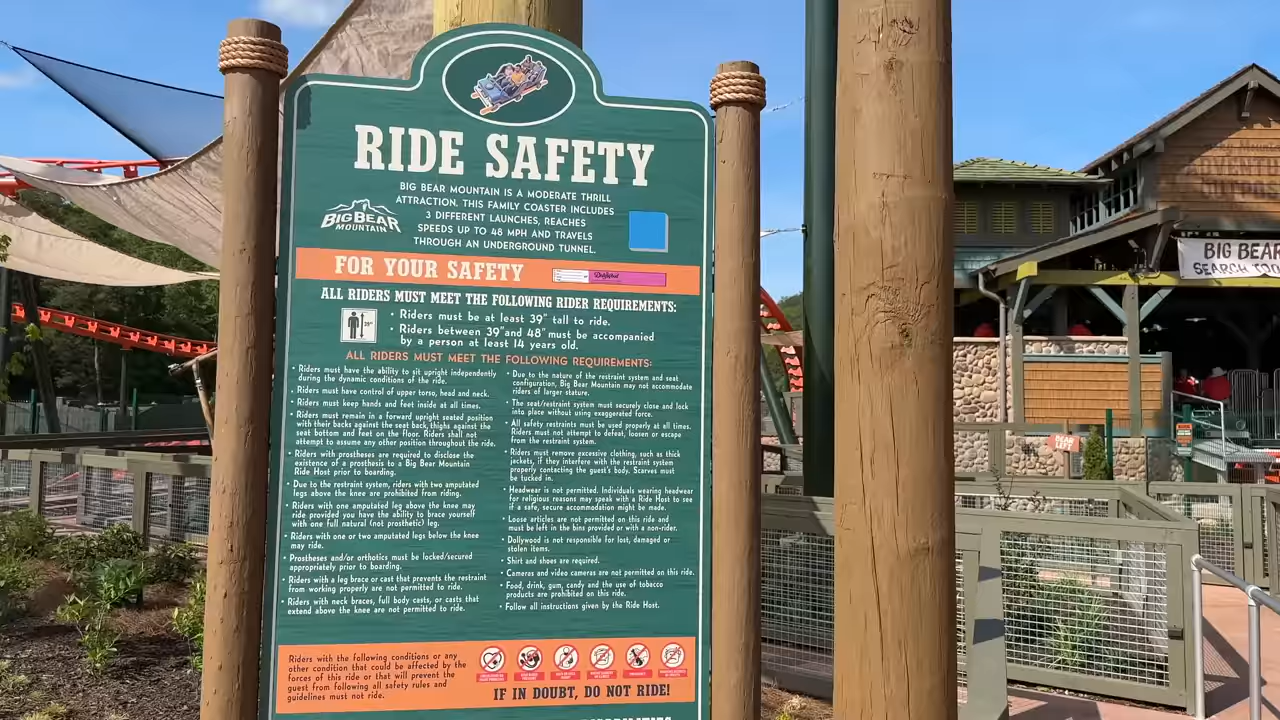 RIDE SAFETY
BIG BEAR MOUNTAIN IS A MODERATE THRILL
ATTRACTION. THIS FAMILY COASTER INCLUDES
3 DIFFERENT LAUNCHES, REACHES
SPEEDS UP TO 48 MPH AND TRAVELS
THROUGH AN UNDERGROUND TUNNEL.
BIG BEAR
MOUNTAIN
FOR YOUR SAFETY
ALL RIDERS MUST MEET THE FOLLOWING RIDER REQUIREMENTS:
39"
• Riders must be at least 39" tall to ride.
• Riders between 39"and 48" must be accompanied
by a person at least 14 years old.
ALL RIDERS MUST MEET THE FOLLOWING REQUIREMENTS:
• Riders must have the ability to sit upright independently
during the dynamic conditions of the ride.
• Riders must have control of upper torso, head and neck.
• Riders must keep hands and feet inside at all times.
• Riders must remain in a forward upright seated position
with their backs against the seat back, thighs against the
seat bottom and feet on the floor. Riders shall not
attempt to assume any other position throughout the ride.
• Riders with prostheses are required to disclose the
existence of a prosthesis to a Big Bear Mountain
Ride Host prior to boarding.
• Due to the restraint system, riders with two amputated
legs above the knee are prohibited from riding.
• Riders with one amputated leg above the knee may
ride provided you have the ability to brace yourself
with one full natural (not prosthetic) leg.
• Riders with one or two amputated legs below the knee
may ride.
• Prostheses and/or orthotics must be locked/secured
appropriately prior to boarding.
• Riders with a leg brace or cast that prevents the restraint
from working properly are not permitted to ride.
• Riders with neck braces, full body casts, or casts that
extend above the knee are not permitted to ride.
• Due to the nature of the restraint system and seat
configuration, Big Bear Mountain may not accommodate
riders of larger stature.
• The seat/restraint system must securely close and lock
into place without using exaggerated force.
• All safety restraints must be used properly at all times.
Riders must not attempt to defeat, loosen or escape
from the restraint system.
• Riders must remove excessive clothing, such as thick
jackets, if they interfere with the restraint system
properly contacting the guest's body. Scarves must
be tucked in.
• Headwear is not permitted. Individuals wearing headwear
for religious reasons may speak with a Ride Host to see
if a safe, secure accommodation might be made.
• Loose articles are not permitted on this ride and
must be left in the bins provided or with a non-rider.
• Dollywood is not responsible for lost, damaged or
stolen items.
• Shirt and shoes are required.
• Cameras and video cameras are not permitted on this ride.
• Food, drink, gum, candy and the use of tobacco
products are prohibited on this ride.
• Follow all instructions given by the Ride Host.
Riders with the following conditions or any
other condition that could be affected by the
forces of this ride or that will prevent the
guest from following all safety rules and
guidelines must not ride.
IF IN DOUBT, DO NOT RIDE!
BIG BEAR